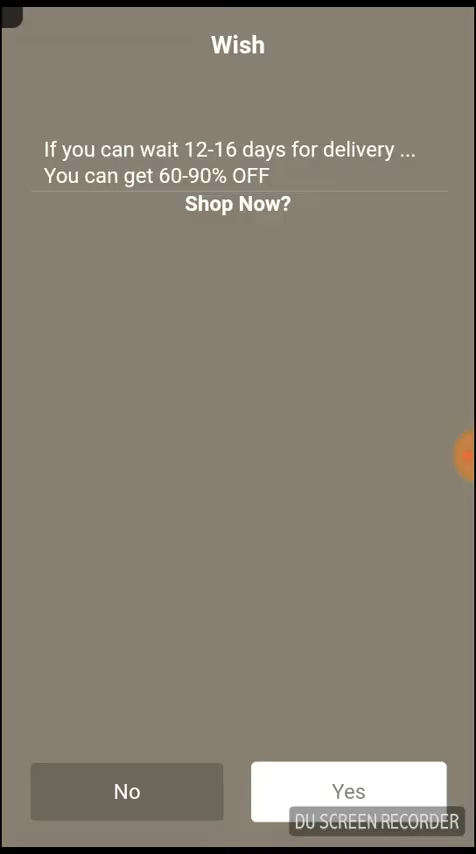 Wish
If you can wait 12-16 days for delivery ...
You can get 60-90% OFF
Shop Now?
No
Yes
DU SCREEN RECORDER